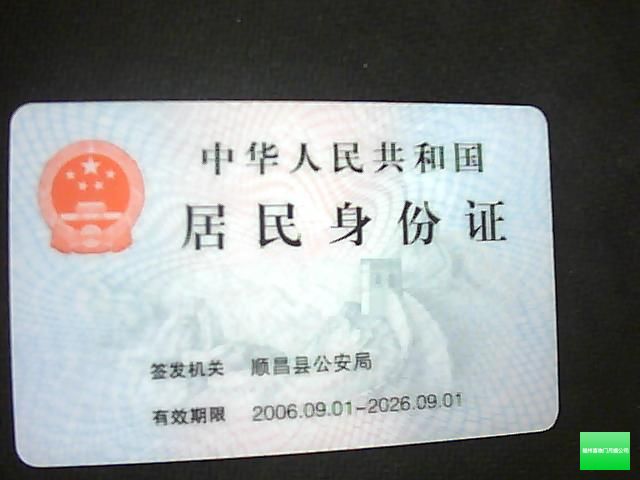 中华人民共和国
居民身份证
签发机关 顺昌县公安局
有效期限 2006.09.01-2026.09.01